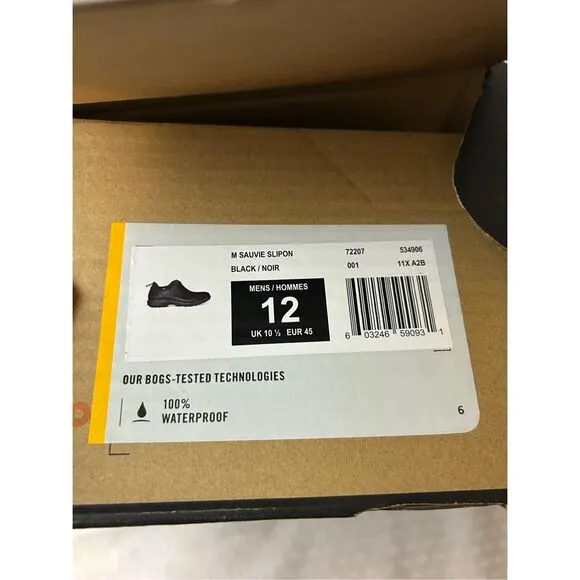 M SAUVIE SLIPON 72207 534906
BLACK / NOIR 001 11X A2B
MENS / HOMMES
12
UK 10 ½ EUR 45
6 03246 59093 1
OUR BOGS-TESTED TECHNOLOGIES
100%
WATERPROOF
6